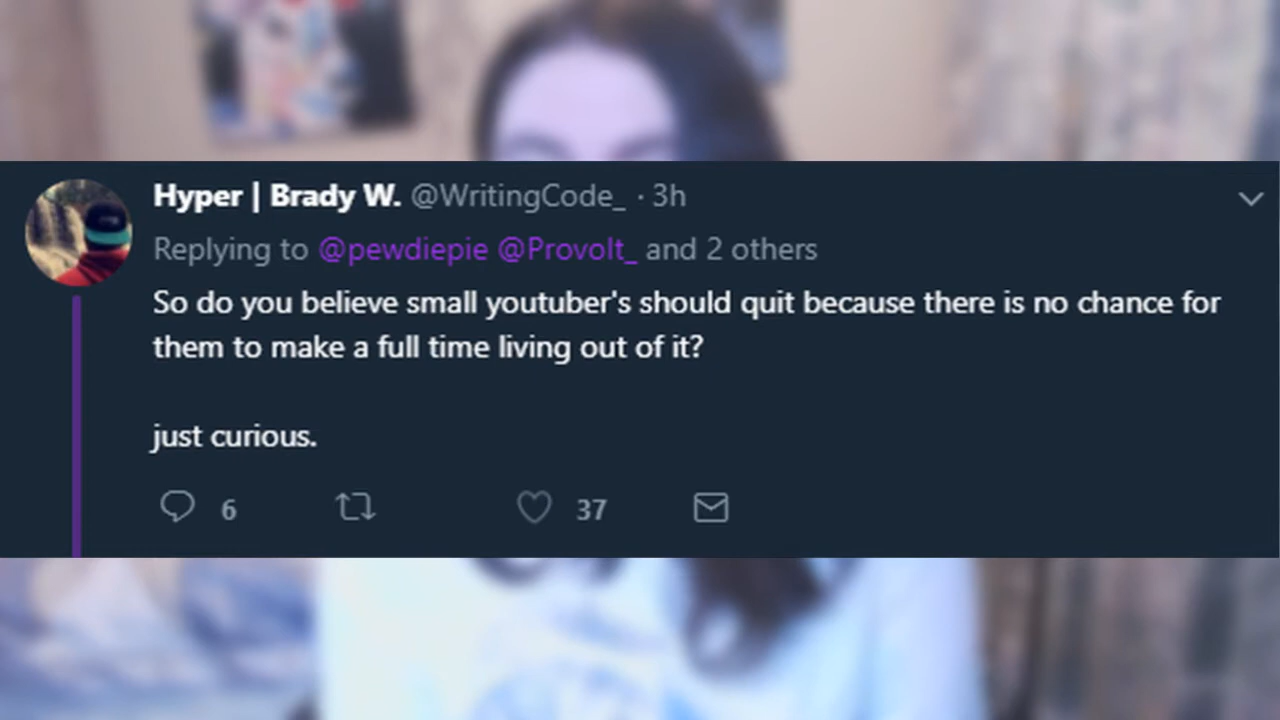 Hyper | Brady W. @WritingCode_ · 3h
Replying to @pewdiepie @Provolt_ and 2 others
So do you believe small youtuber's should quit because there is no chance for
them to make a full time living out of it?
just curious.
6 37